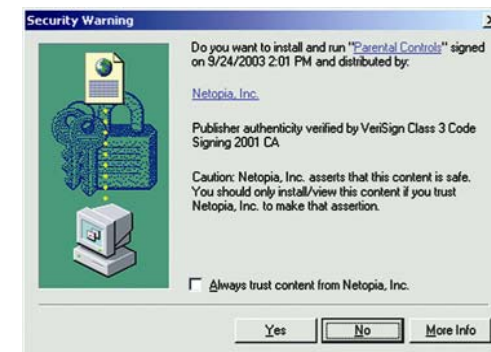 Security Warning
Do you want to install and run "Parental Controls" signed
on 9/24/2003 2:01 PM and distributed by:
Netopia, Inc.
Publisher authenticity verified by VeriSign Class 3 Code
Signing 2001 CA
Caution: Netopia, Inc. asserts that this content is safe.
You should only install/view this content if you trust
Netopia, Inc. to make that assertion.
Always trust content from Netopia, Inc.
Yes No More Info